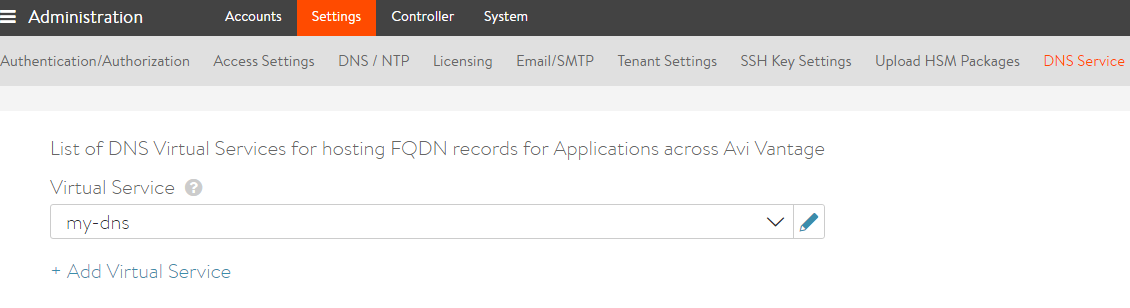 Administration Accounts Settings Controller System
Authentication/Authorization Access Settings DNS / NTP Licensing Email/SMTP Tenant Settings SSH Key Settings Upload HSM Packages DNS Service
List of DNS Virtual Services for hosting FQDN records for Applications across Avi Vantage
Virtual Service ?
my-dns
+ Add Virtual Service